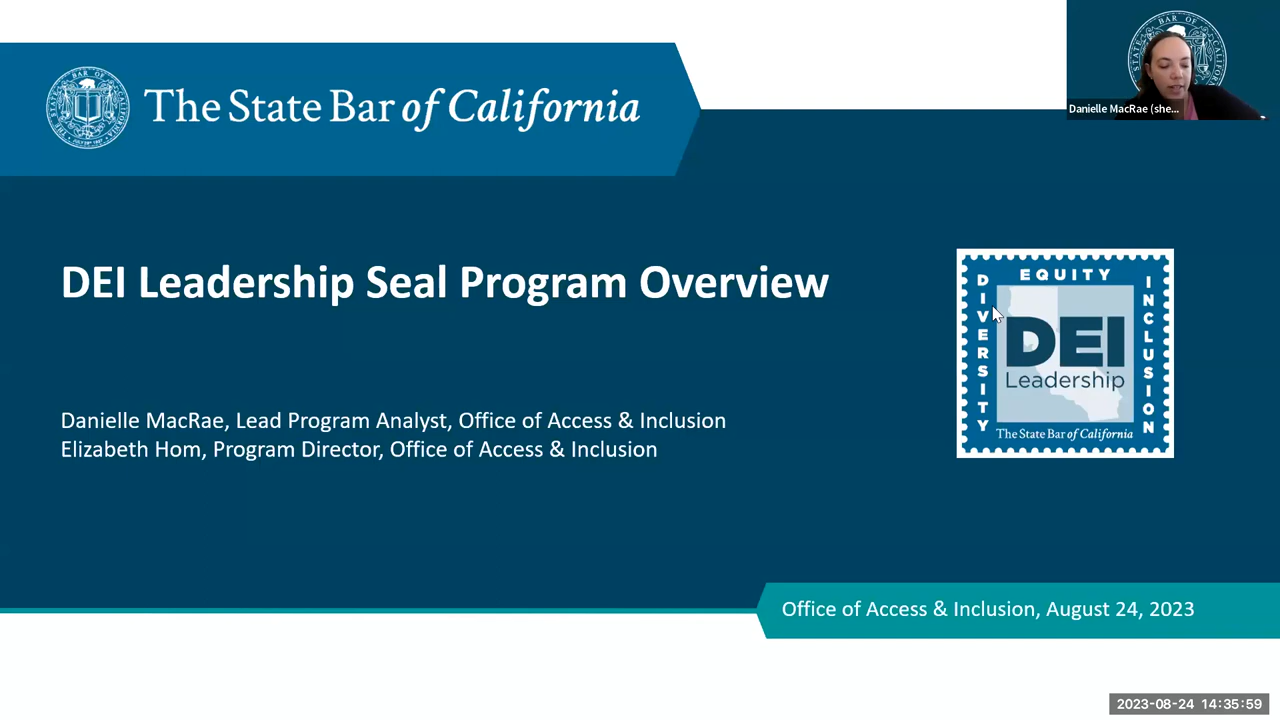 The State Bar of California
Danielle MacRae (she...
DEI Leadership Seal Program Overview
EQUITY
DIVERSITY
INCLUSION
DEI
Leadership
The State Bar of California
Danielle MacRae, Lead Program Analyst, Office of Access & Inclusion
Elizabeth Hom, Program Director, Office of Access & Inclusion
Office of Access & Inclusion, August 24, 2023
2023-08-24 14:35:59